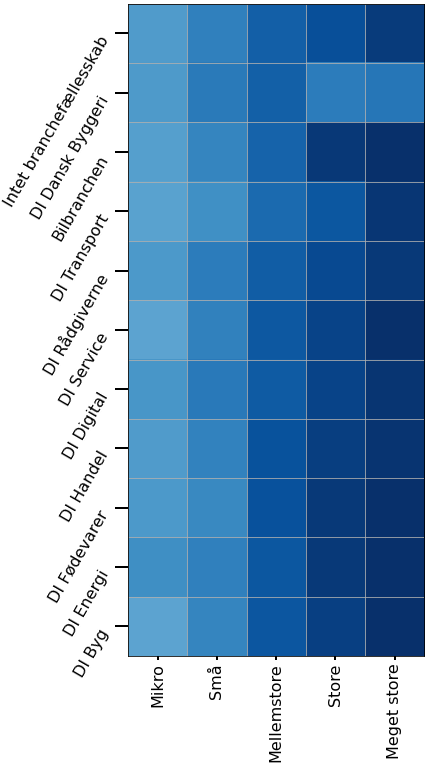 Intet branchefællesskab
DI Dansk Byggeri
Bilbranchen
DI Transport
DI Rådgiverne
DI Service
DI Digital
DI Handel
DI Fødevarer
DI Energi
DI Byg
Mikro
Små
Mellemstore
Store
Meget store